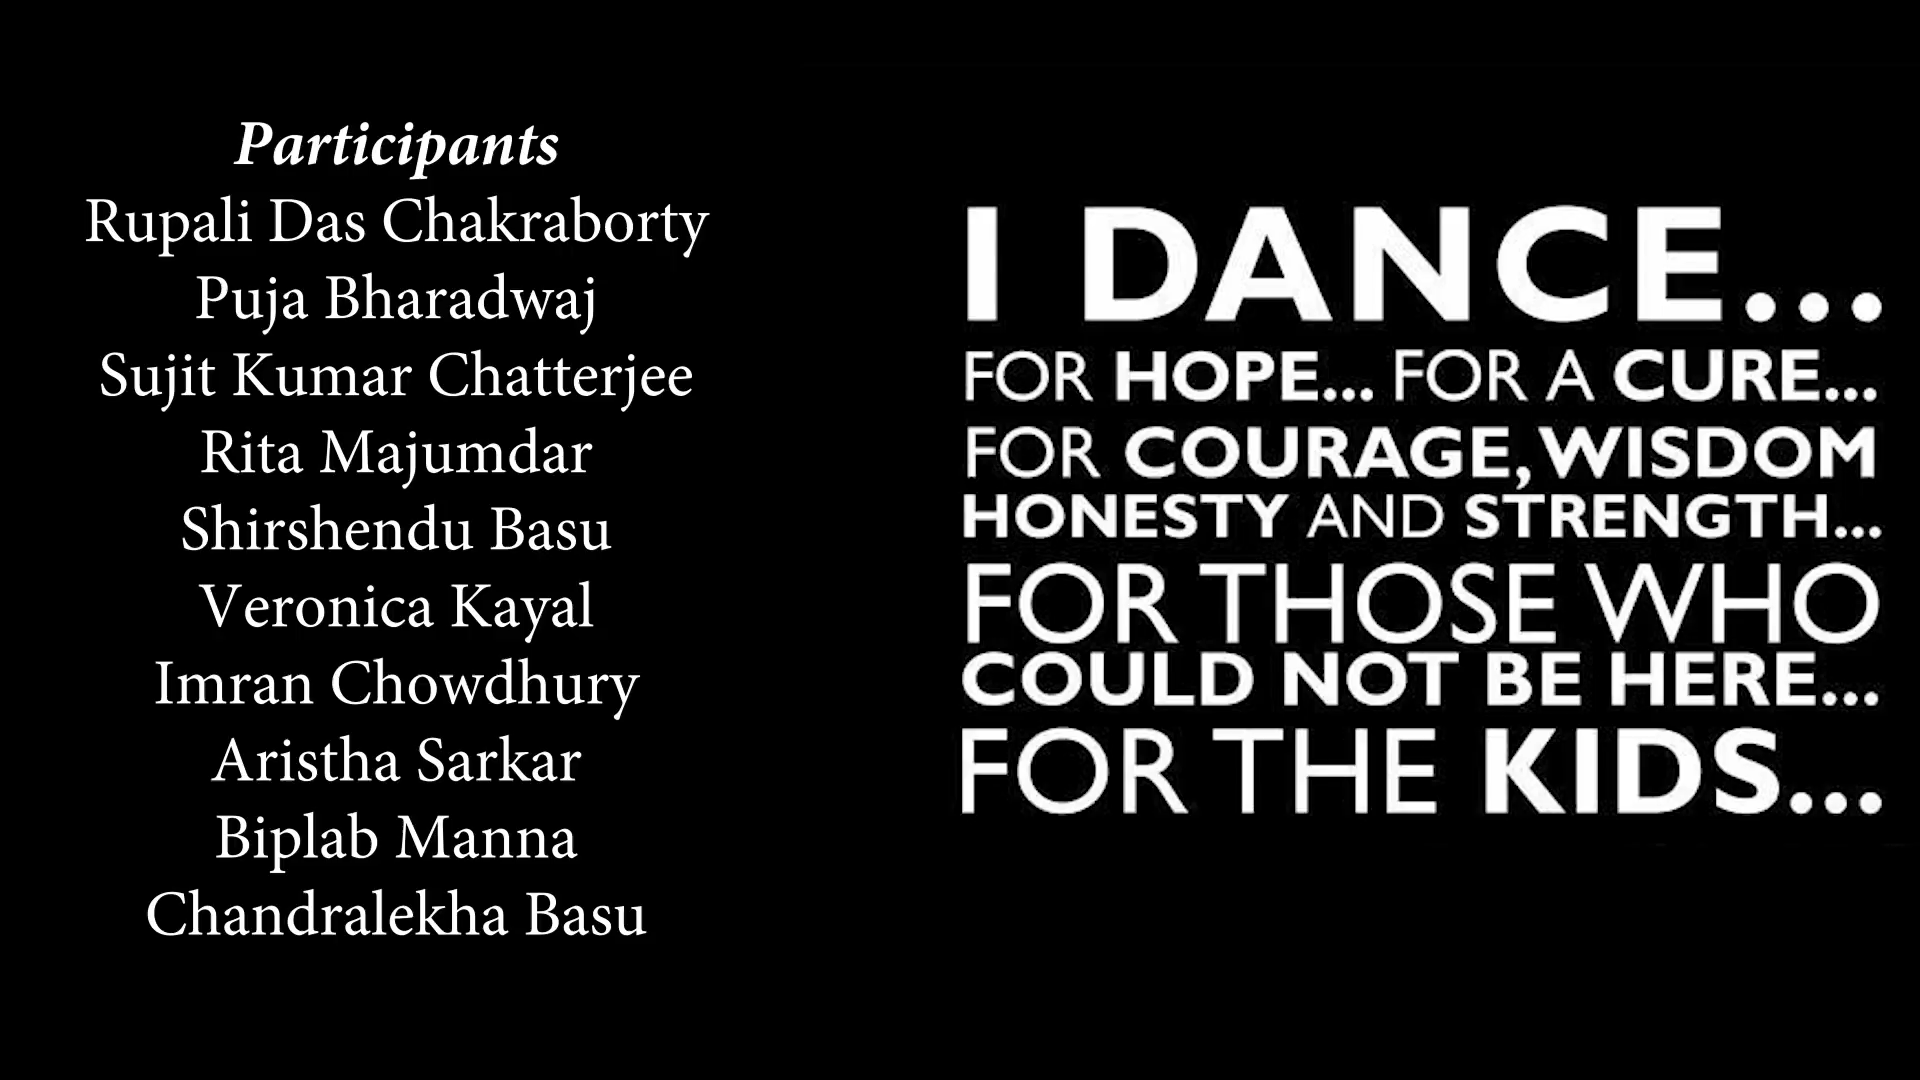 Participants
Rupali Das Chakraborty
Puja Bharadwaj
Sujit Kumar Chatterjee
Rita Majumdar
Shirshendu Basu
Veronica Kayal
Imran Chowdhury
Aristha Sarkar
Biplab Manna
Chandralekha Basu
I DANCE...
FOR HOPE... FOR A CURE...
FOR COURAGE, WISDOM
HONESTY AND STRENGTH...
FOR THOSE WHO
COULD NOT BE HERE...
FOR THE KIDS...